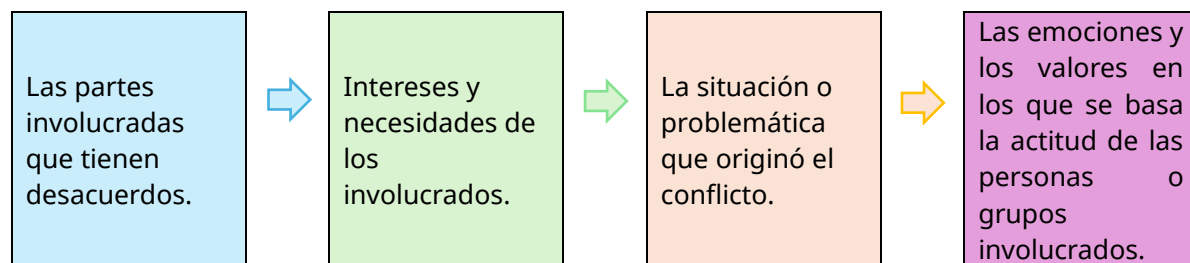 Las partes
involucradas
que tienen
desacuerdos.
Intereses y
necesidades de
los
involucrados.
La situación o
problemática
que originó el
conflicto.
Las emociones y
los valores en
los que se basa
la actitud de las
personas o
grupos
involucrados.